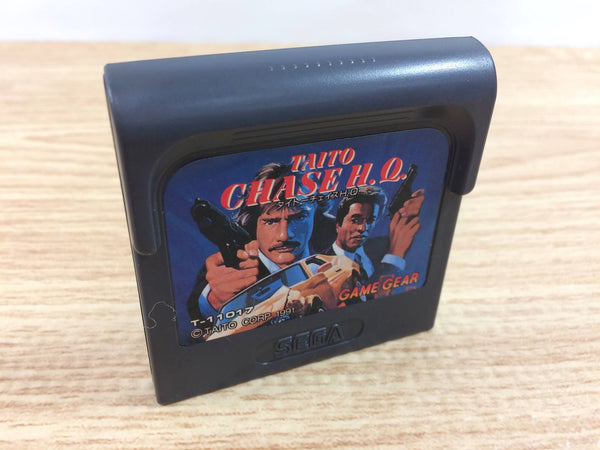 TAITO
CHASE H.Q.
タイトーチェイスH.Q.
GAME GEAR
T-11017
© TAITO CORP. 1991
SEGA